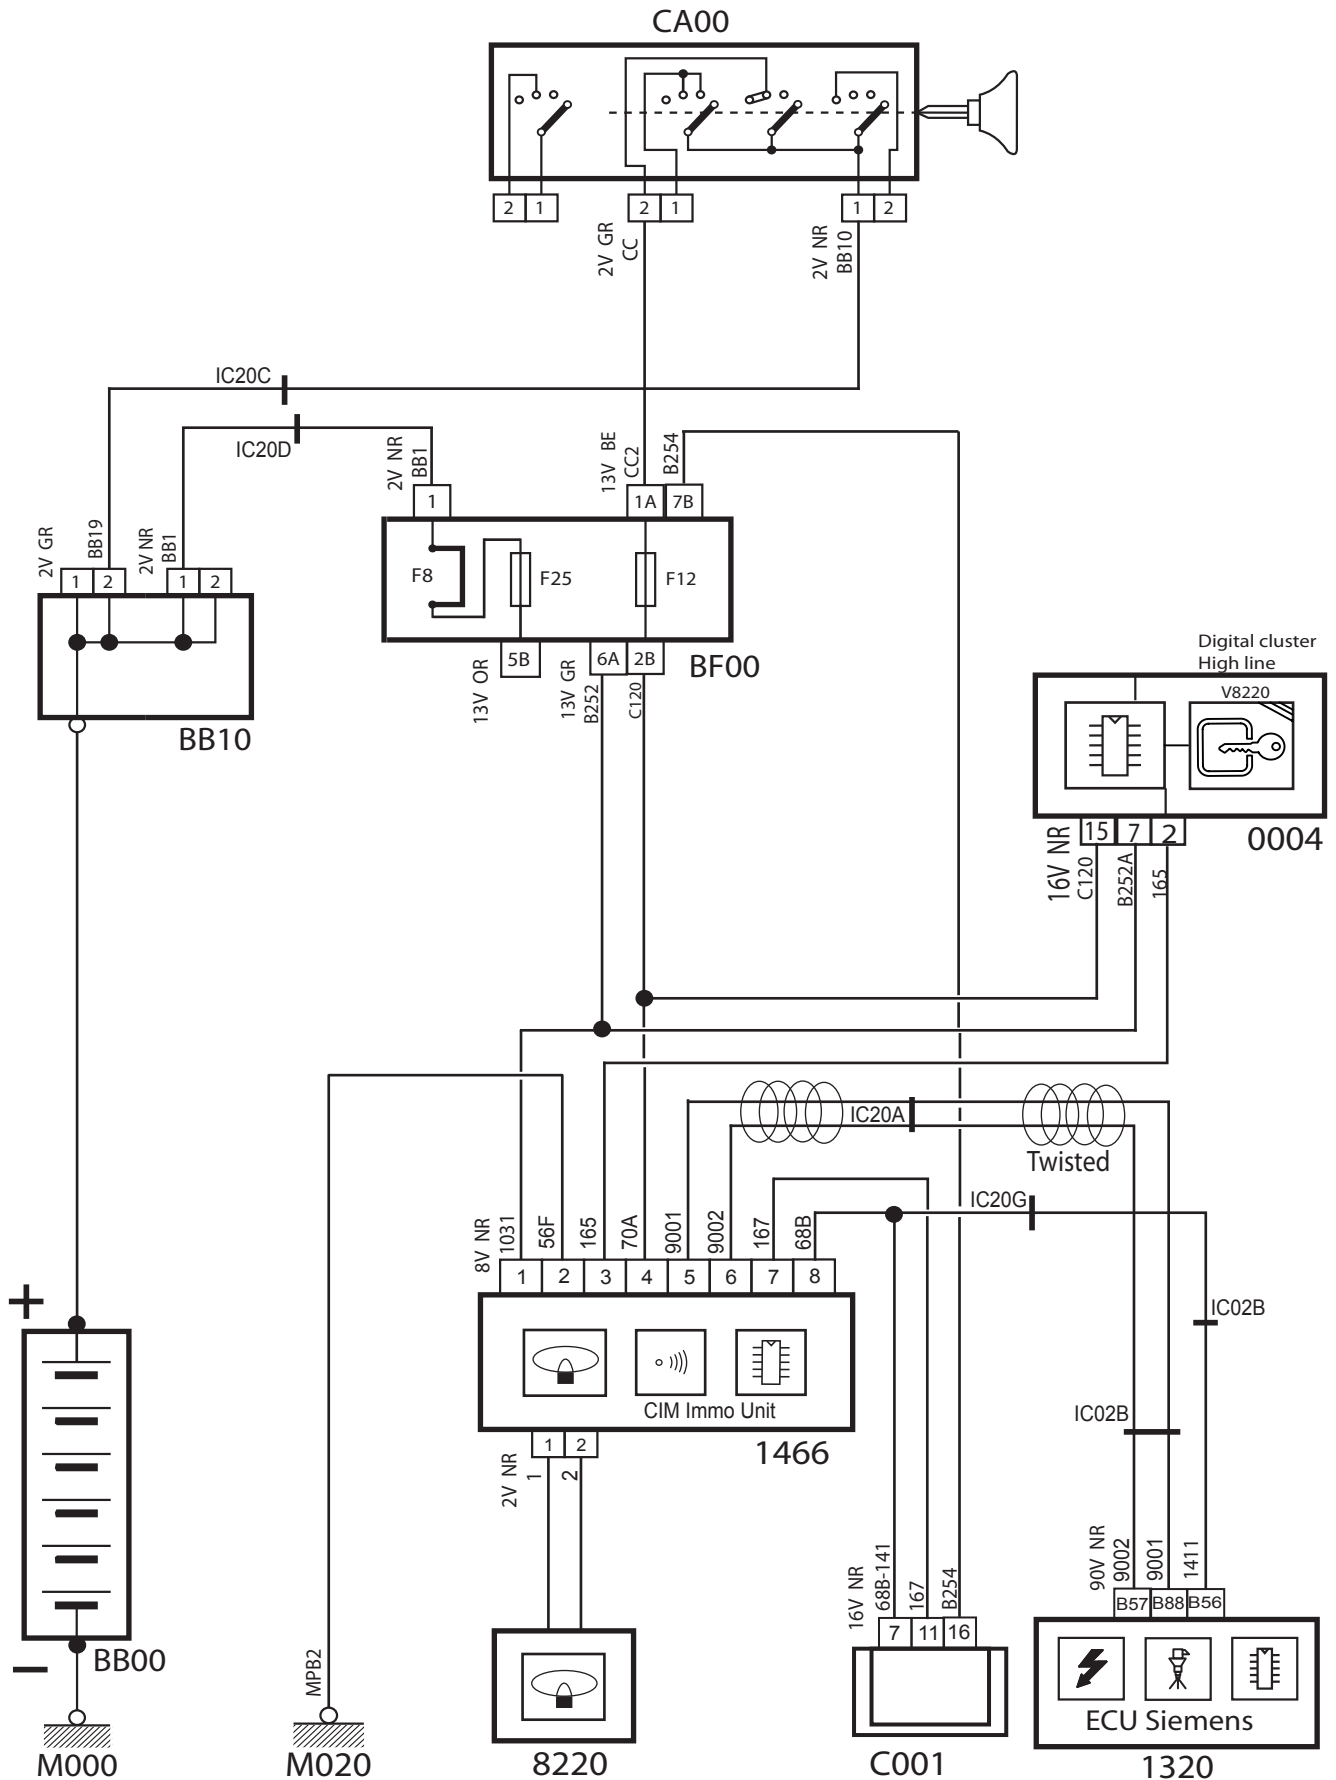 CA00
2 1
2 1
1 2
2V GR
CC
2V NR
BB10
IC20C
IC20D
2V NR
BB1
13V BE
CC2
B254
1
1A 7B
2V GR
BB19
2V NR
BB1
1 2
1 2
F8
F25
F12
BB10
5B
6A 2B
BF00
13V OR
13V GR
B252
C120
Digital cluster
High line
V8220
15 7 2
0004
16V NR
C120
B252A
165
IC20A
Twisted
IC20G
8V NR
1031
56F
165
70A
9001
9002
167
68B
1 2 3 4 5 6 7 8
+
IC02B
IC02B
CIM Immo Unit
1466
1 2
2V NR
1
2
90V NR
9002
9001
1411
16V NR
68B-141
167
B254
B57 B88 B56
7 11 16
−
BB00
MPB2
ECU Siemens
M000
M020
8220
C001
1320